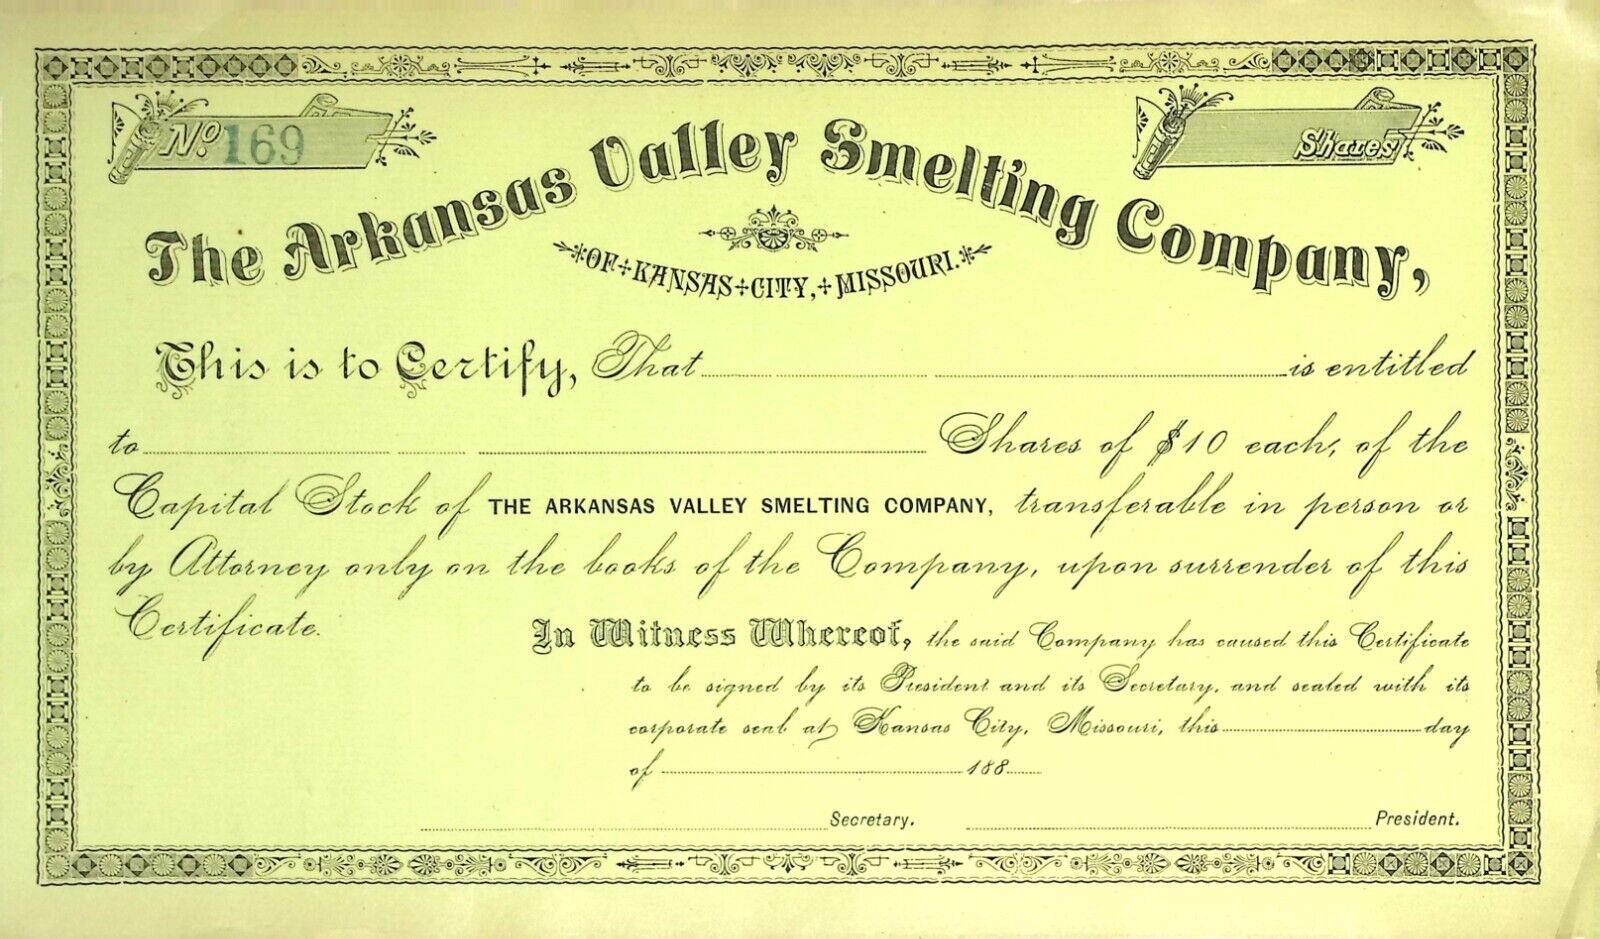 No. 169
Shares
The Arkansas Valley Smelting Company,
OF KANSAS CITY, MISSOURI.
This is to Certify, That is entitled
to Shares of $10 each, of the
Capital Stock of THE ARKANSAS VALLEY SMELTING COMPANY, transferable in person or
by Attorney only on the books of the Company, upon surrender of this
Certificate.
In Witness Whereof, the said Company has caused this Certificate
to be signed by its President and its Secretary, and sealed with its
corporate seal at Kansas City, Missouri, this day
of 188
Secretary. President.